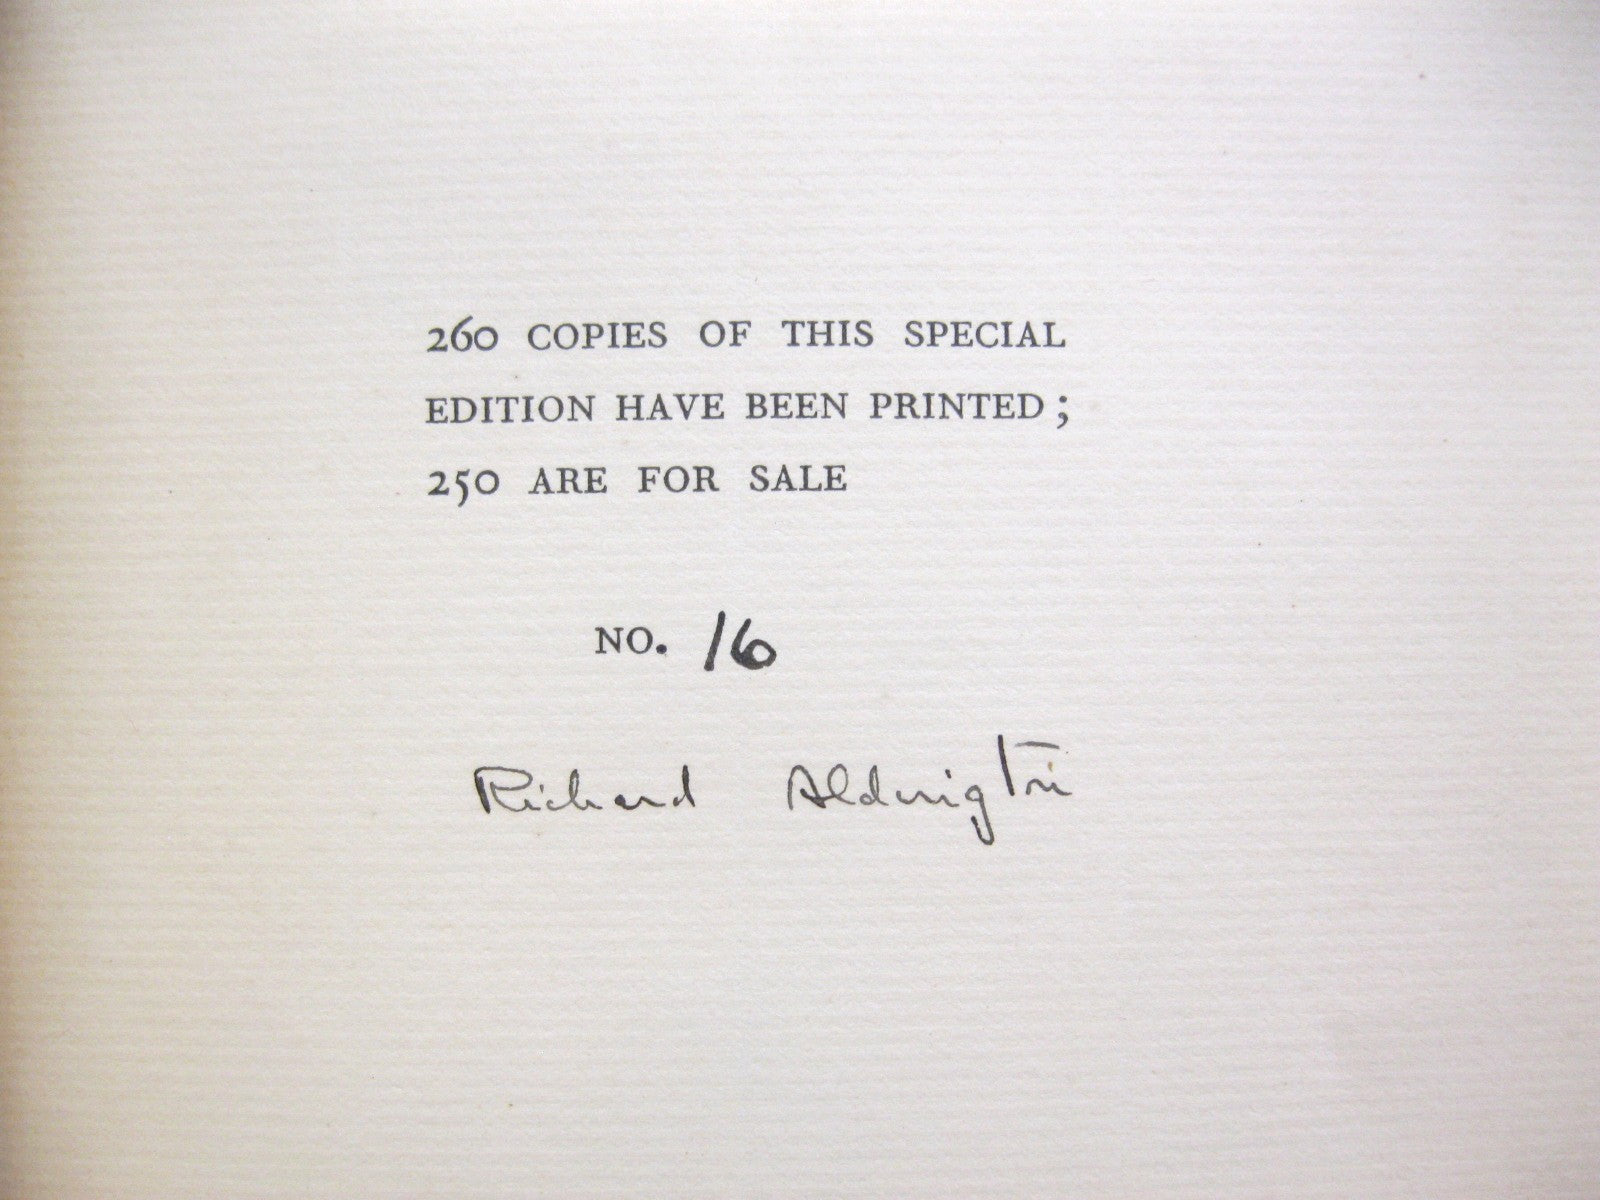 260 COPIES OF THIS SPECIAL
EDITION HAVE BEEN PRINTED;
250 ARE FOR SALE
NO. 16
Richard Aldington